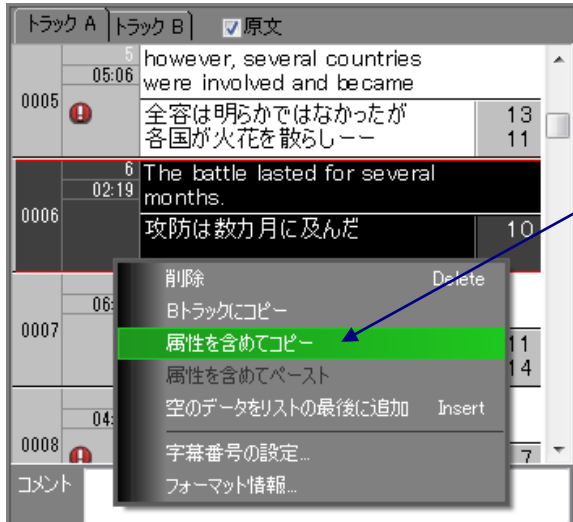 トラック A トラック B 原文
5
05:06
0005
however, several countries
were involved and became
全容は明らかではなかったが 13
各国が火花を散らしーー 11
6
02:19
0006
The battle lasted for several
months.
攻防は数カ月に及んだ 10
削除 Delete
Bトラックにコピー
06:
0007
属性を含めてコピー 11
属性を含めてペースト 14
空のデータをリストの最後に追加 Insert
04:
0008
字幕番号の設定... 7
フォーマット情報...
コメント